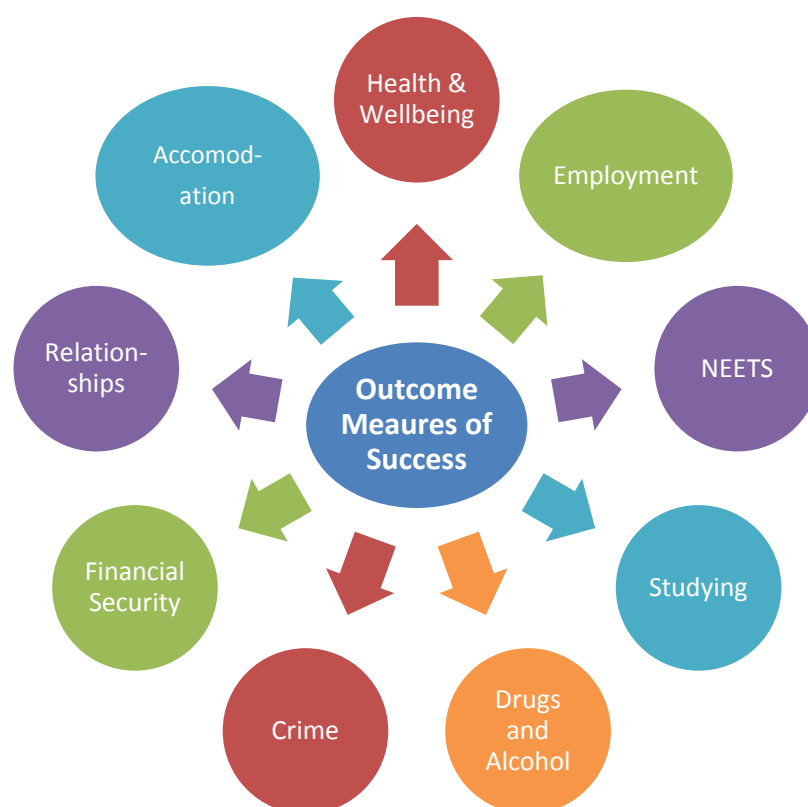 Health &
Wellbeing
Employment
NEETS
Studying
Drugs
and
Alcohol
Crime
Financial
Security
Relation-
ships
Accomod-
ation
Outcome
Meaures of
Success